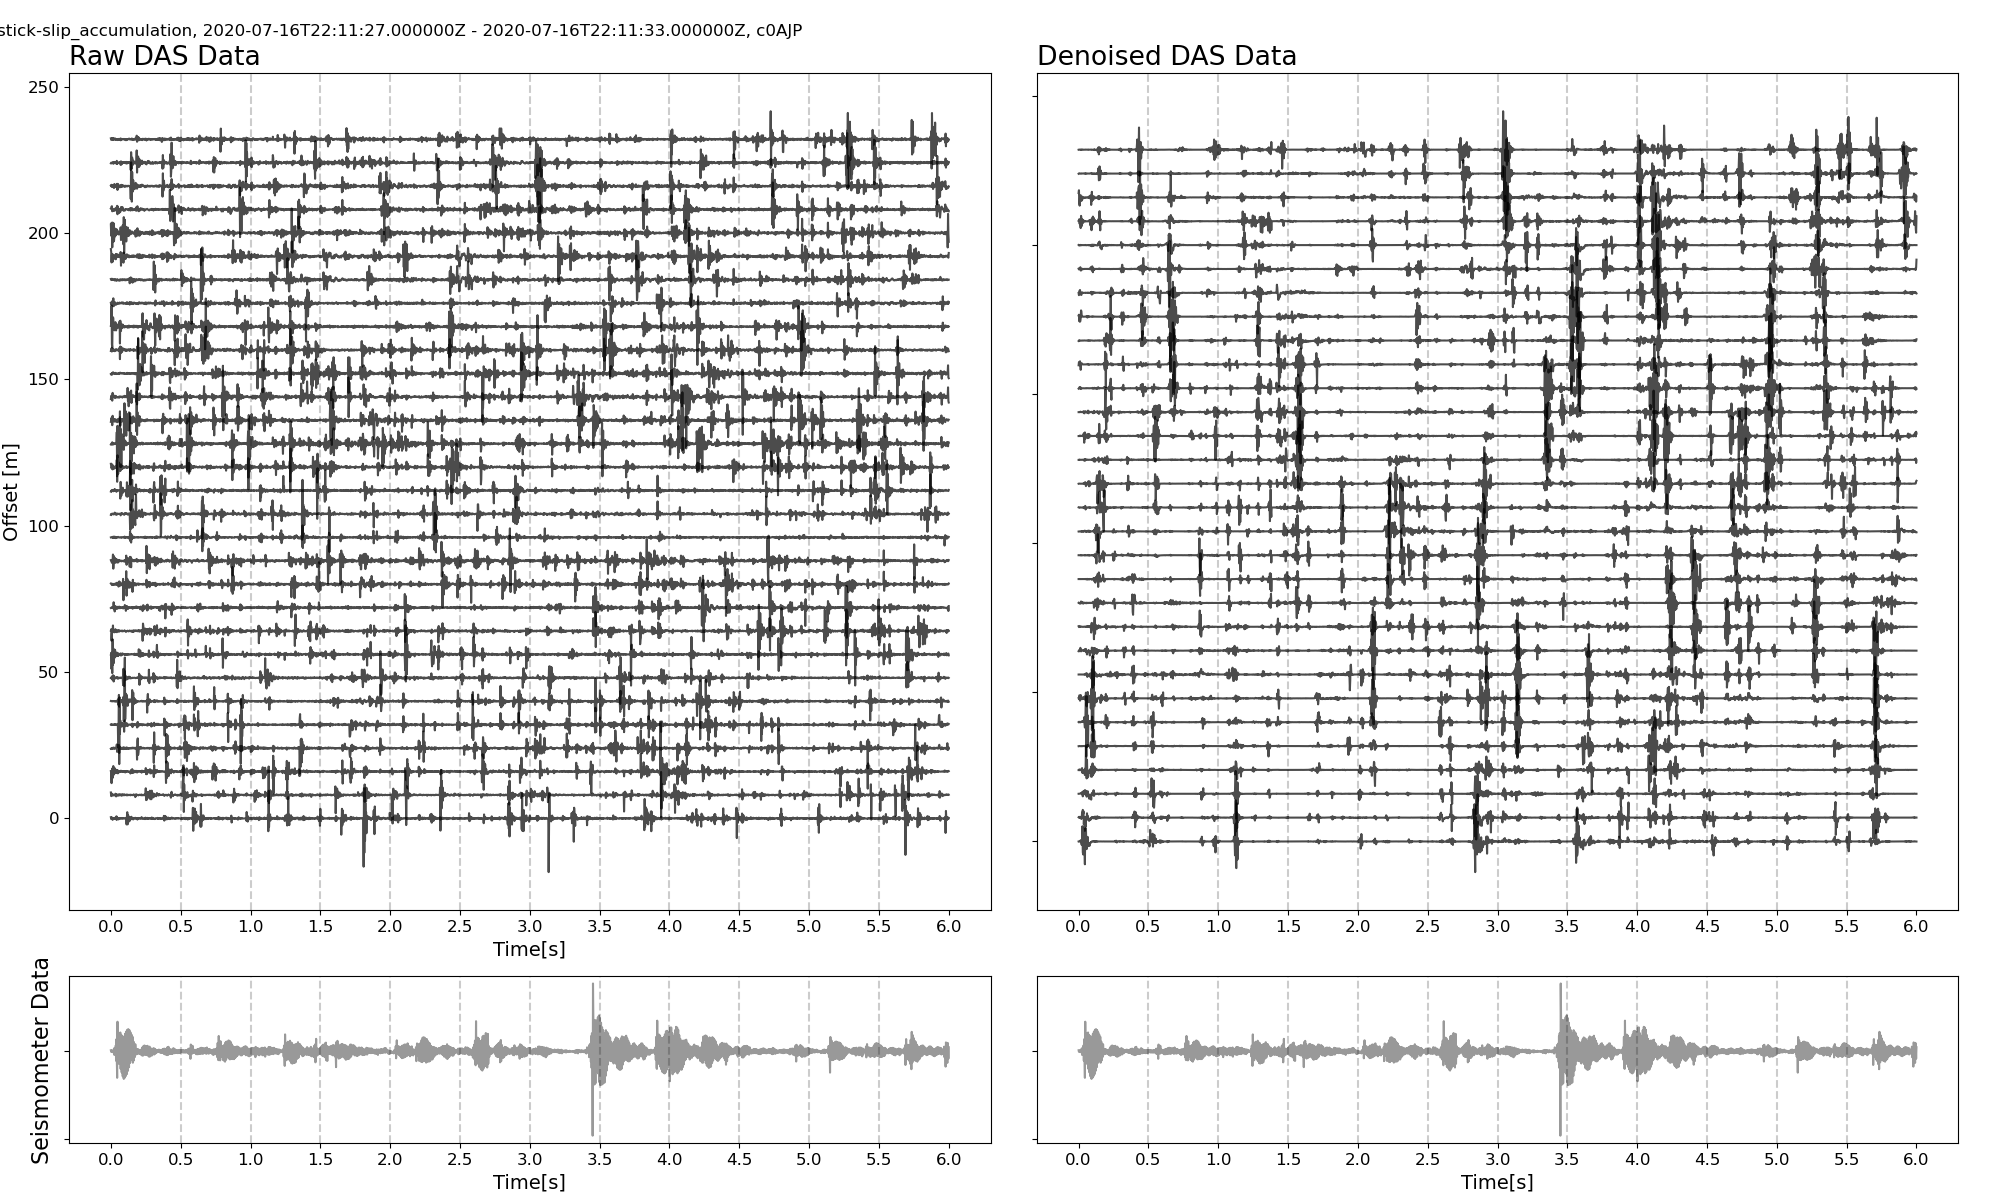 stick-slip_accumulation, 2020-07-16T22:11:27.000000Z - 2020-07-16T22:11:33.000000Z, c0AJP
Raw DAS Data
Denoised DAS Data
Offset [m]
250
200
150
100
50
0
0.0 0.5 1.0 1.5 2.0 2.5 3.0 3.5 4.0 4.5 5.0 5.5 6.0
Time[s]
0.0 0.5 1.0 1.5 2.0 2.5 3.0 3.5 4.0 4.5 5.0 5.5 6.0
Seismometer Data
0.0 0.5 1.0 1.5 2.0 2.5 3.0 3.5 4.0 4.5 5.0 5.5 6.0
Time[s]
0.0 0.5 1.0 1.5 2.0 2.5 3.0 3.5 4.0 4.5 5.0 5.5 6.0
Time[s]